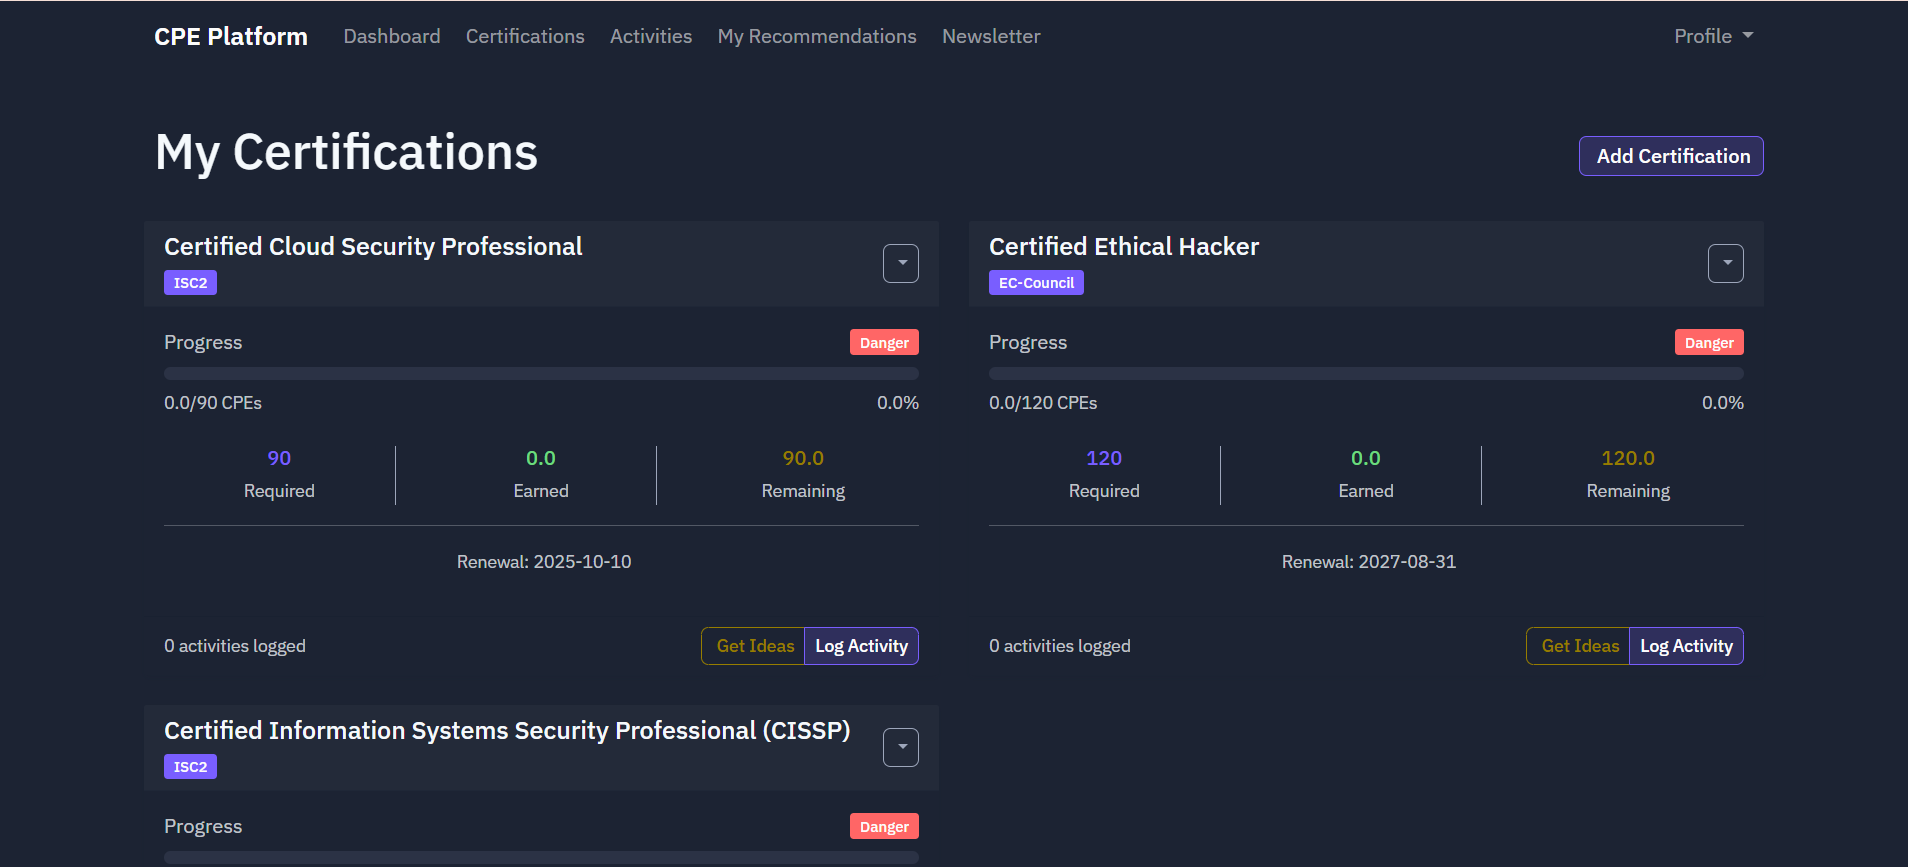 CPE Platform Dashboard Certifications Activities My Recommendations Newsletter Profile
My Certifications
Add Certification
Certified Cloud Security Professional
ISC2
Progress Danger
0.0/90 CPEs 0.0%
90 0.0 90.0
Required Earned Remaining
Renewal: 2025-10-10
0 activities logged Get Ideas Log Activity
Certified Ethical Hacker
EC-Council
Progress Danger
0.0/120 CPEs 0.0%
120 0.0 120.0
Required Earned Remaining
Renewal: 2027-08-31
0 activities logged Get Ideas Log Activity
Certified Information Systems Security Professional (CISSP)
ISC2
Progress Danger